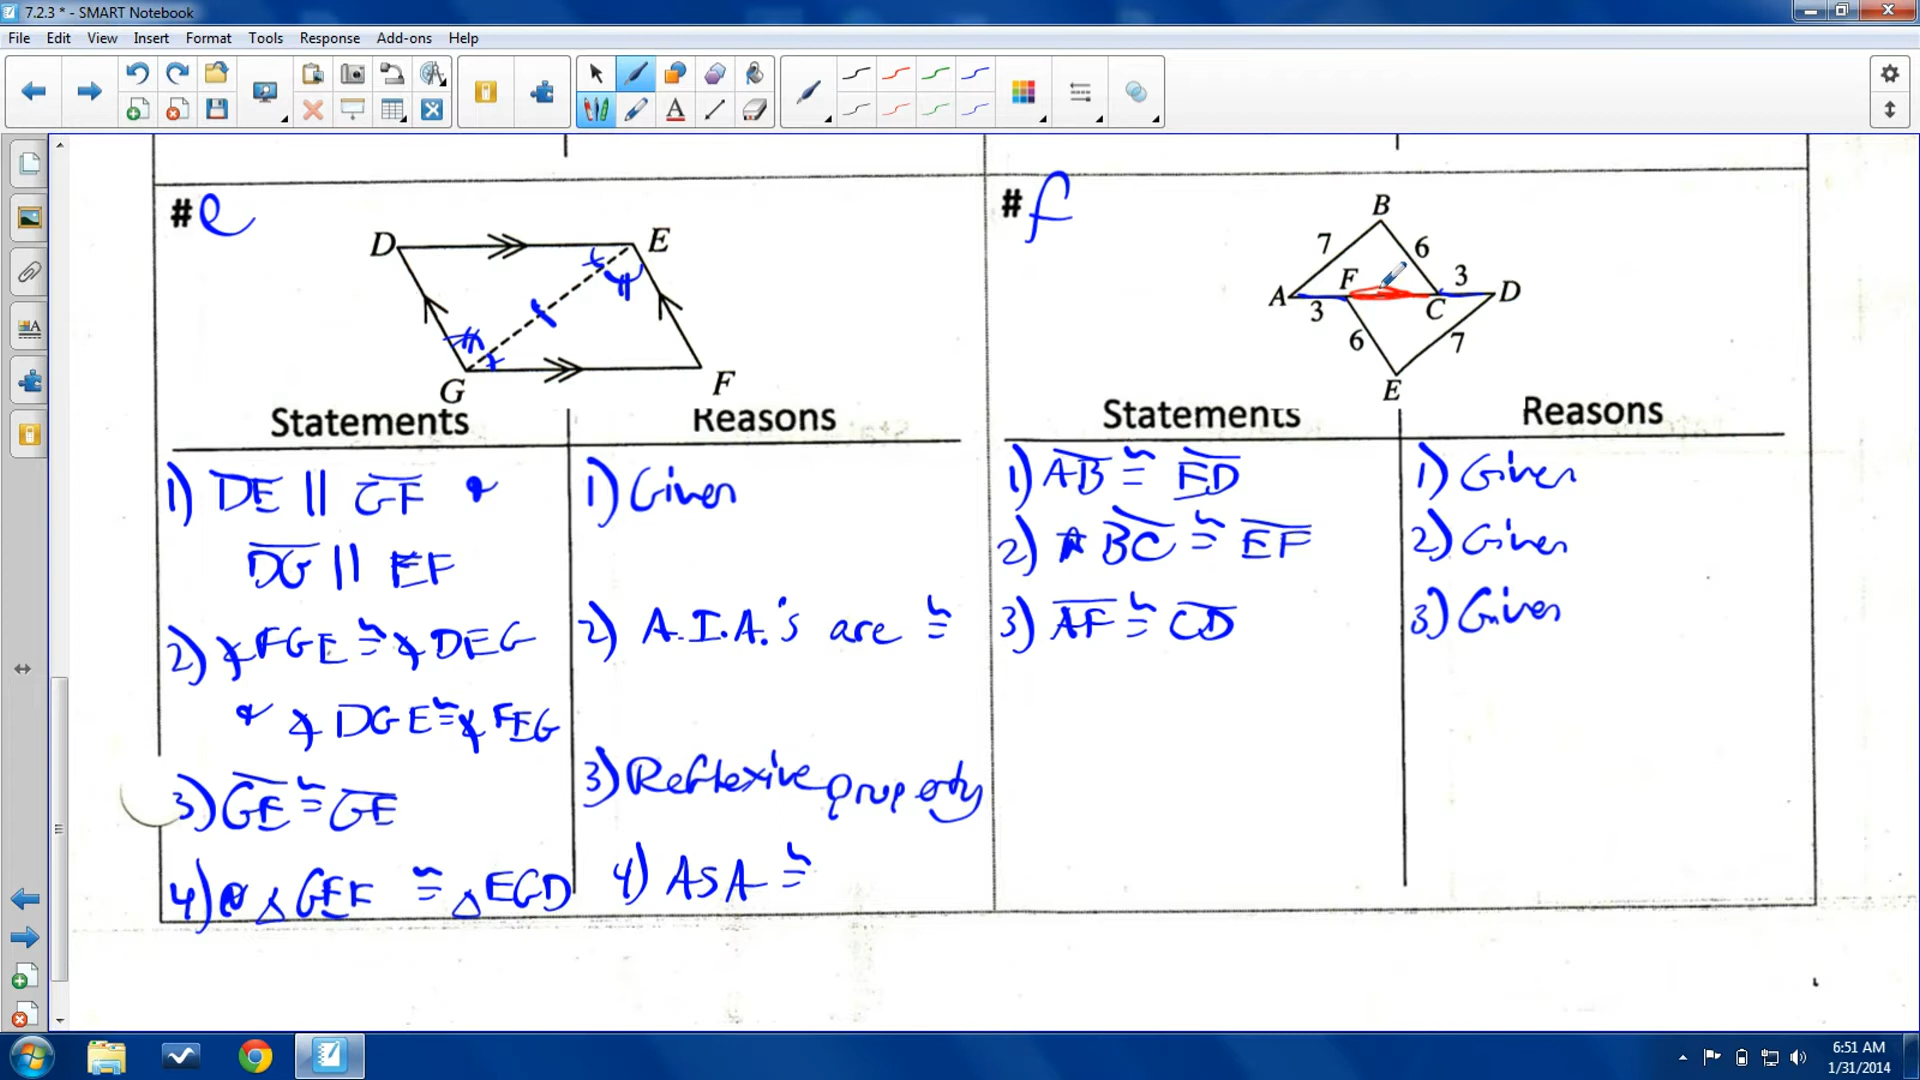 7.2.3 * - SMART Notebook
File Edit View Insert Format Tools Response Add-ons Help
#e
D
E
G
F
Statements
Reasons
1) DE || GF &
DG || EF
1) Given
2) ∡FGE ≅ ∡DEG
& ∡DGE ≅ ∡FEG
2) A.I.A.'s are ≅
3) GE ≅ GE
3) Reflexive property
4) △GEF ≅ △EGD
4) ASA ≅
#f
B
7
6
F
3
A
D
3
C
6
7
E
Statements
Reasons
1) AB ≅ ED
1) Given
2) BC ≅ EF
2) Given
3) AF ≅ CD
3) Given
6:51 AM
1/31/2014